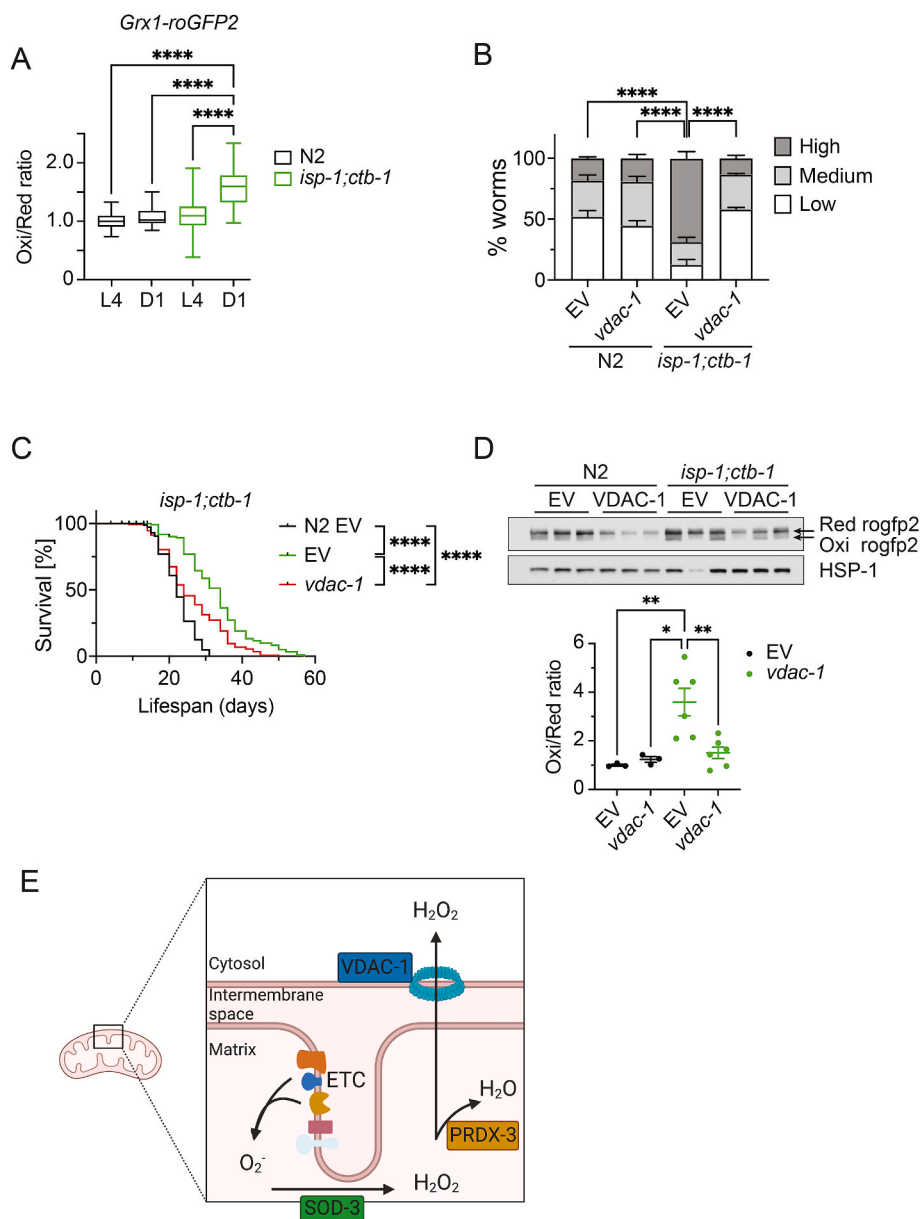 A
Grx1-roGFP2
****
****
****
Oxi/Red ratio
2.0
1.0
0
L4 D1 L4 D1
N2
isp-1;ctb-1
B
****
**** ****
% worms
100
50
0
EV vdac-1 EV vdac-1
N2 isp-1;ctb-1
High
Medium
Low
C
isp-1;ctb-1
Survival [%]
100
50
0
0 20 40 60
Lifespan (days)
N2 EV
EV
vdac-1
****
****
****
D
N2 isp-1;ctb-1
EV VDAC-1 EV VDAC-1
Red rogfp2
Oxi rogfp2
HSP-1
**
* **
Oxi/Red ratio
6
4
2
0
EV vdac-1 EV vdac-1
EV
vdac-1
E
H₂O₂
Cytosol
VDAC-1
Intermembrane
space
Matrix
ETC
H₂O
PRDX-3
O₂⁻
H₂O₂
SOD-3